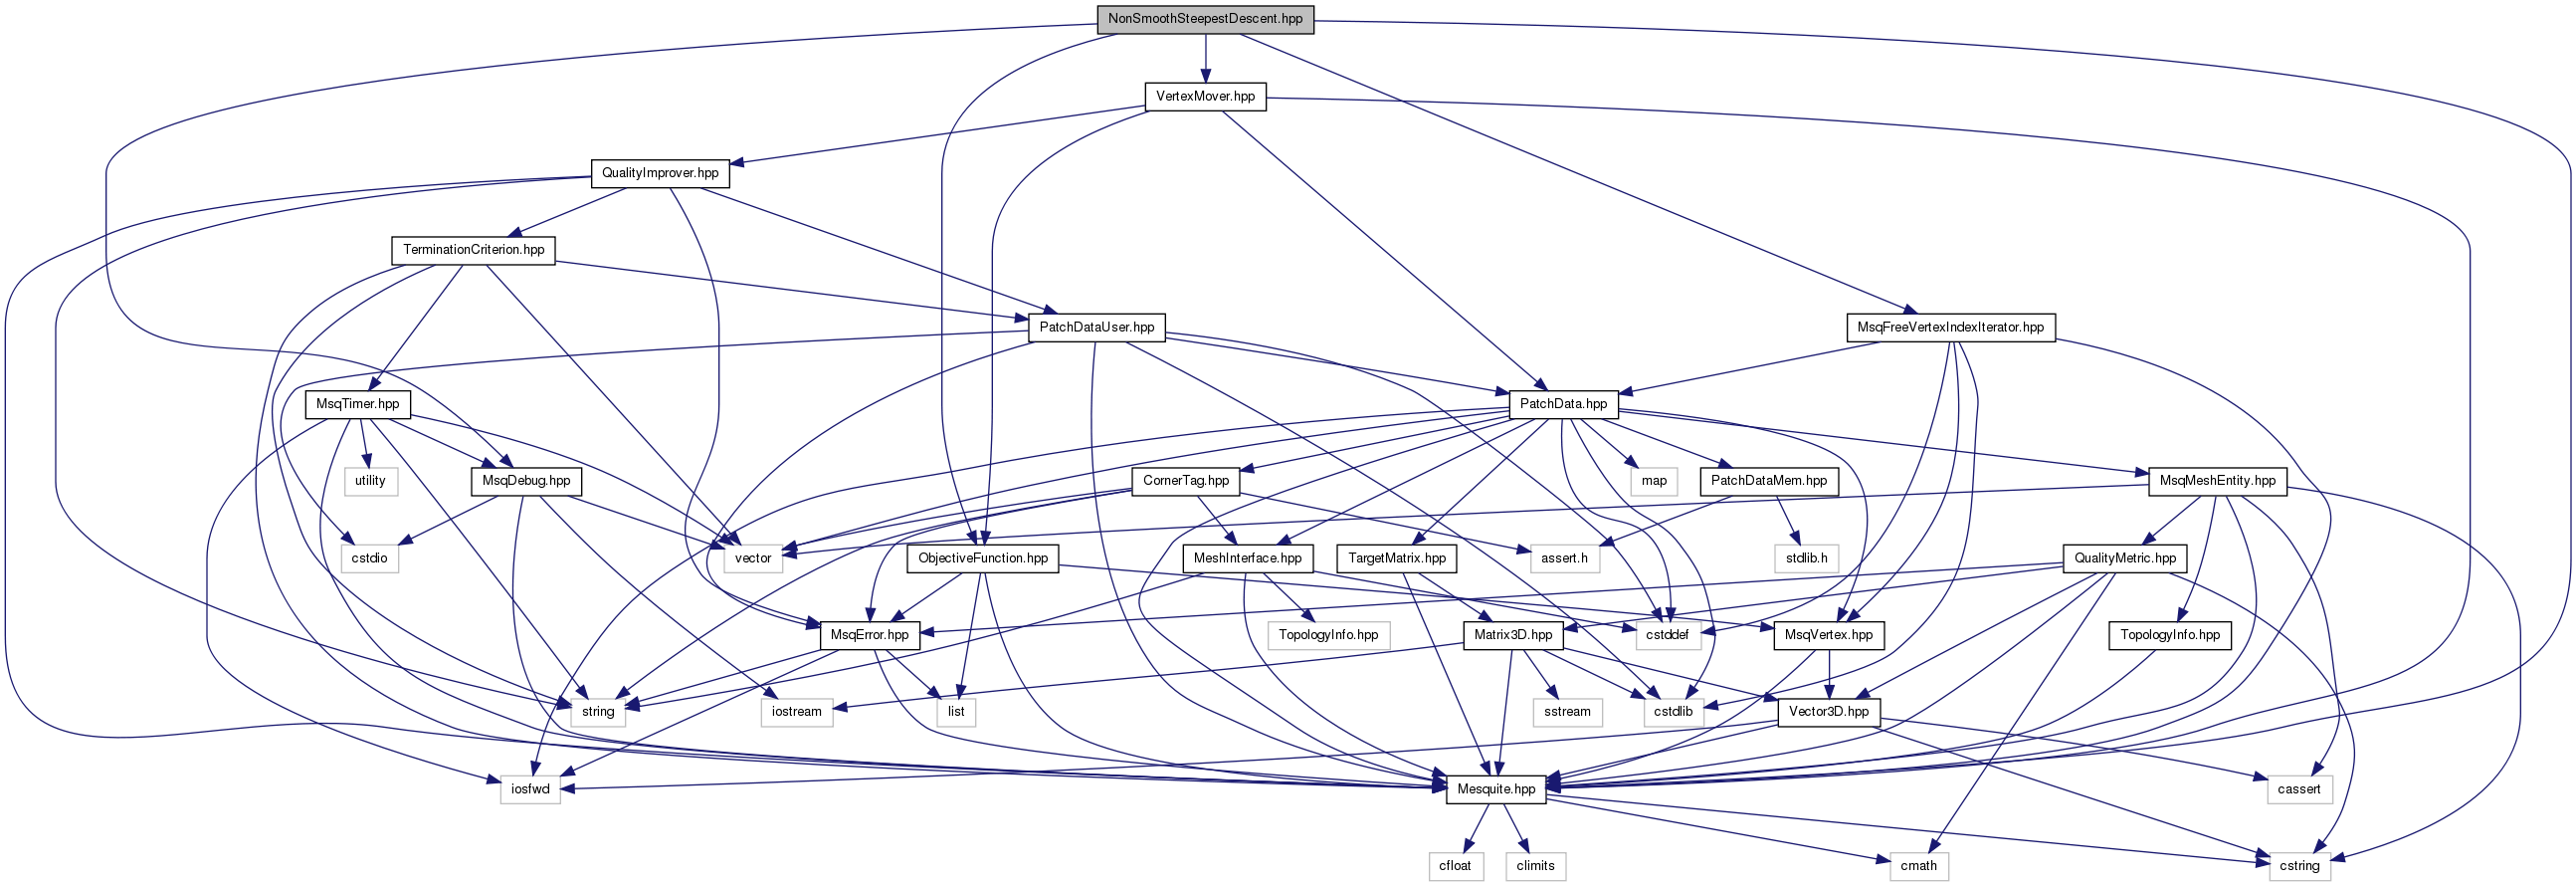 NonSmoothSteepestDescent.hpp
VertexMover.hpp
QualityImprover.hpp
TerminationCriterion.hpp
PatchDataUser.hpp
MsqFreeVertexIndexIterator.hpp
MsqTimer.hpp
PatchData.hpp
utility
MsqDebug.hpp
CornerTag.hpp
map
PatchDataMem.hpp
MsqMeshEntity.hpp
cstdio
vector
ObjectiveFunction.hpp
MeshInterface.hpp
TargetMatrix.hpp
assert.h
stdlib.h
QualityMetric.hpp
MsqError.hpp
TopologyInfo.hpp
Matrix3D.hpp
cstddef
MsqVertex.hpp
TopologyInfo.hpp
string
iostream
list
sstream
cstdlib
Vector3D.hpp
iosfwd
Mesquite.hpp
cassert
cfloat
climits
cmath
cstring